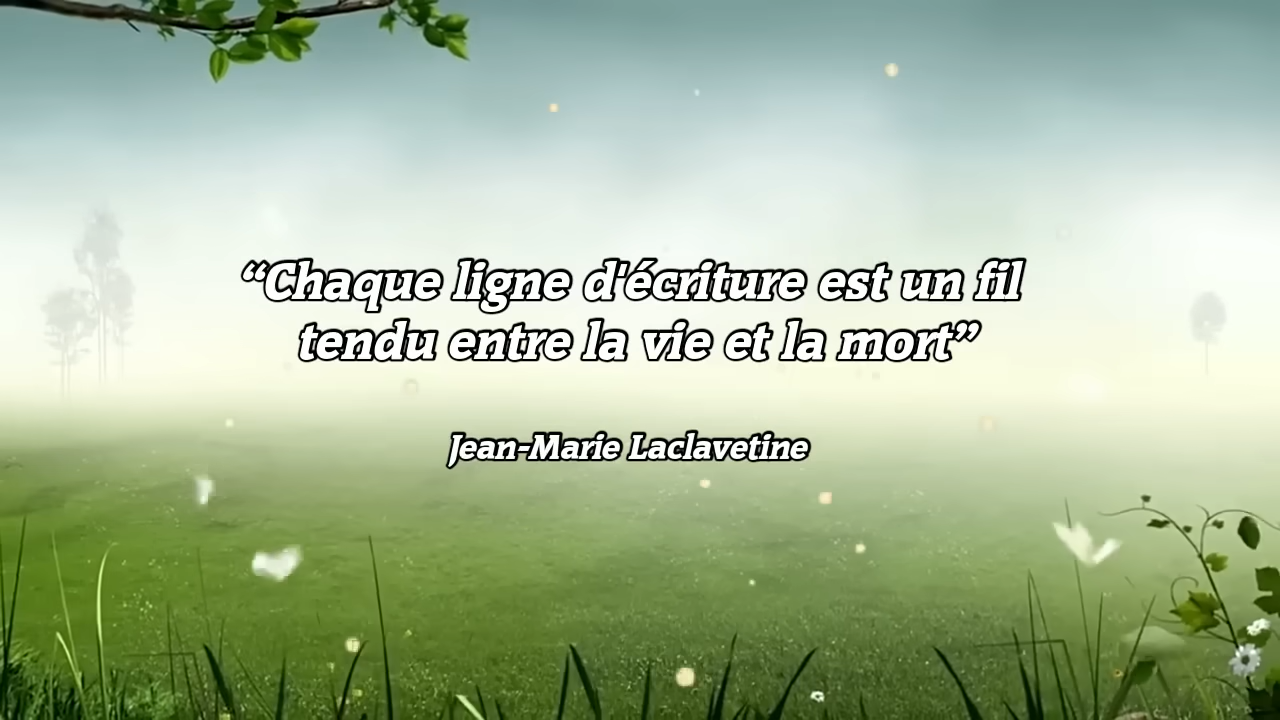 “Chaque ligne d'écriture est un fil
tendu entre la vie et la mort”
Jean-Marie Laclavetine